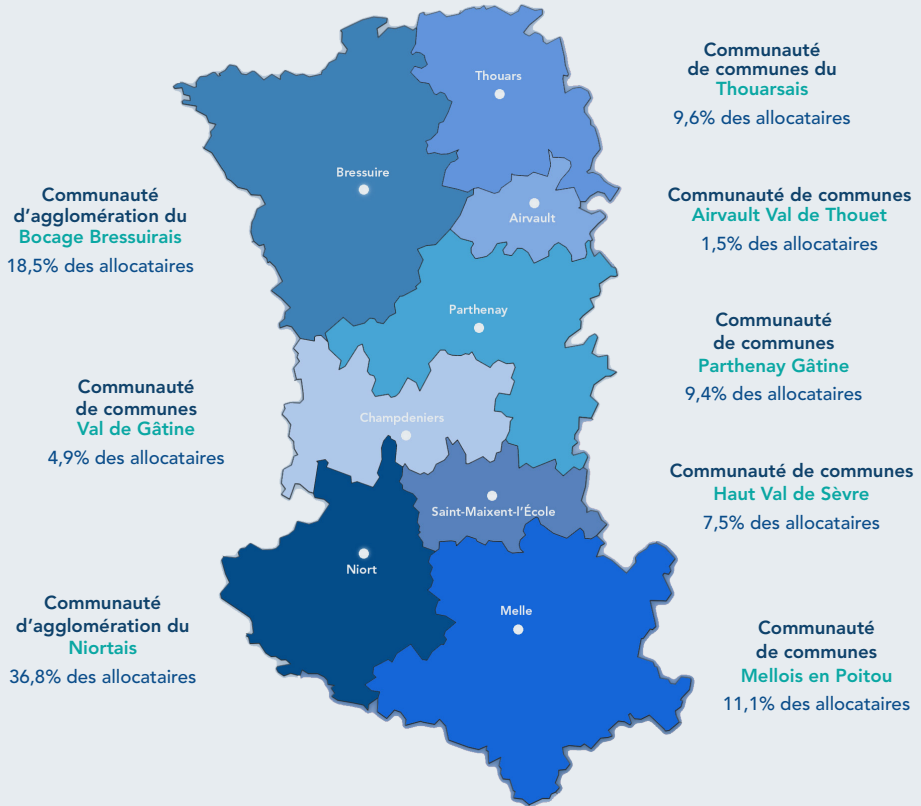 Communauté
de communes du
Thouarsais
9,6% des allocataires
Thouars
Bressuire
Communauté
d'agglomération du
Bocage Bressuirais
18,5% des allocataires
Airvault
Communauté de communes
Airvault Val de Thouet
1,5% des allocataires
Parthenay
Communauté
de communes
Parthenay Gâtine
9,4% des allocataires
Communauté
de communes
Val de Gâtine
4,9% des allocataires
Champdeniers
Communauté de communes
Haut Val de Sèvre
7,5% des allocataires
Saint-Maixent-l'École
Niort
Communauté
d'agglomération du
Niortais
36,8% des allocataires
Melle
Communauté
de communes
Mellois en Poitou
11,1% des allocataires